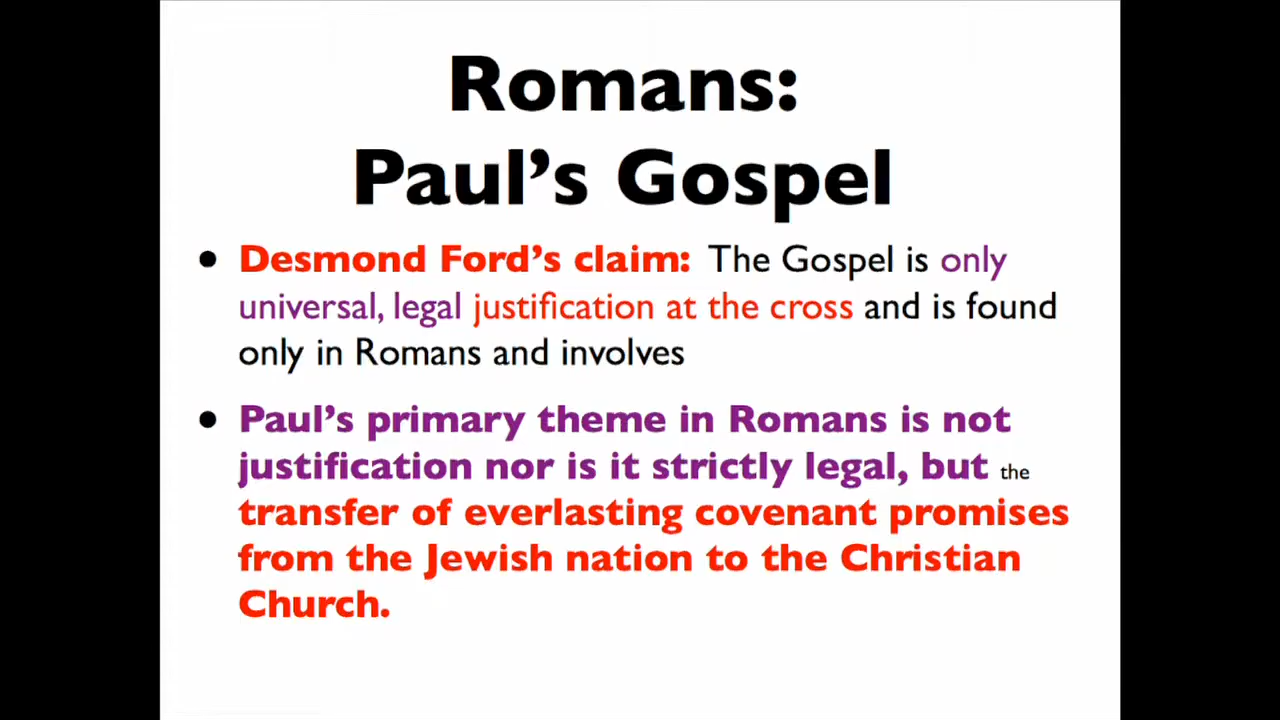 Romans:
Paul’s Gospel
• Desmond Ford’s claim: The Gospel is only
universal, legal justification at the cross and is found
only in Romans and involves
• Paul’s primary theme in Romans is not
justification nor is it strictly legal, but the
transfer of everlasting covenant promises
from the Jewish nation to the Christian
Church.